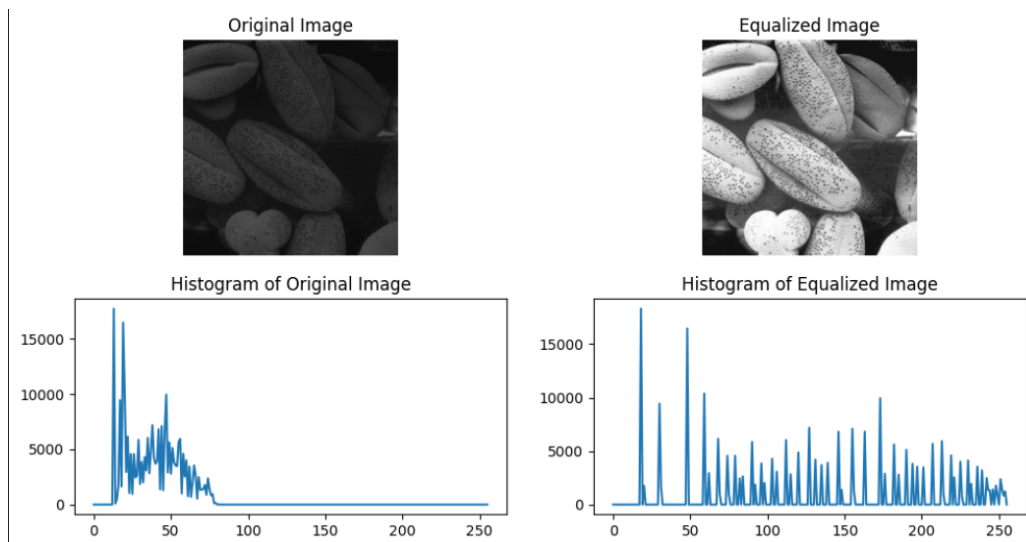 Original Image
Equalized Image
Histogram of Original Image
15000
10000
5000
0
0 50 100 150 200 250
Histogram of Equalized Image
15000
10000
5000
0
0 50 100 150 200 250